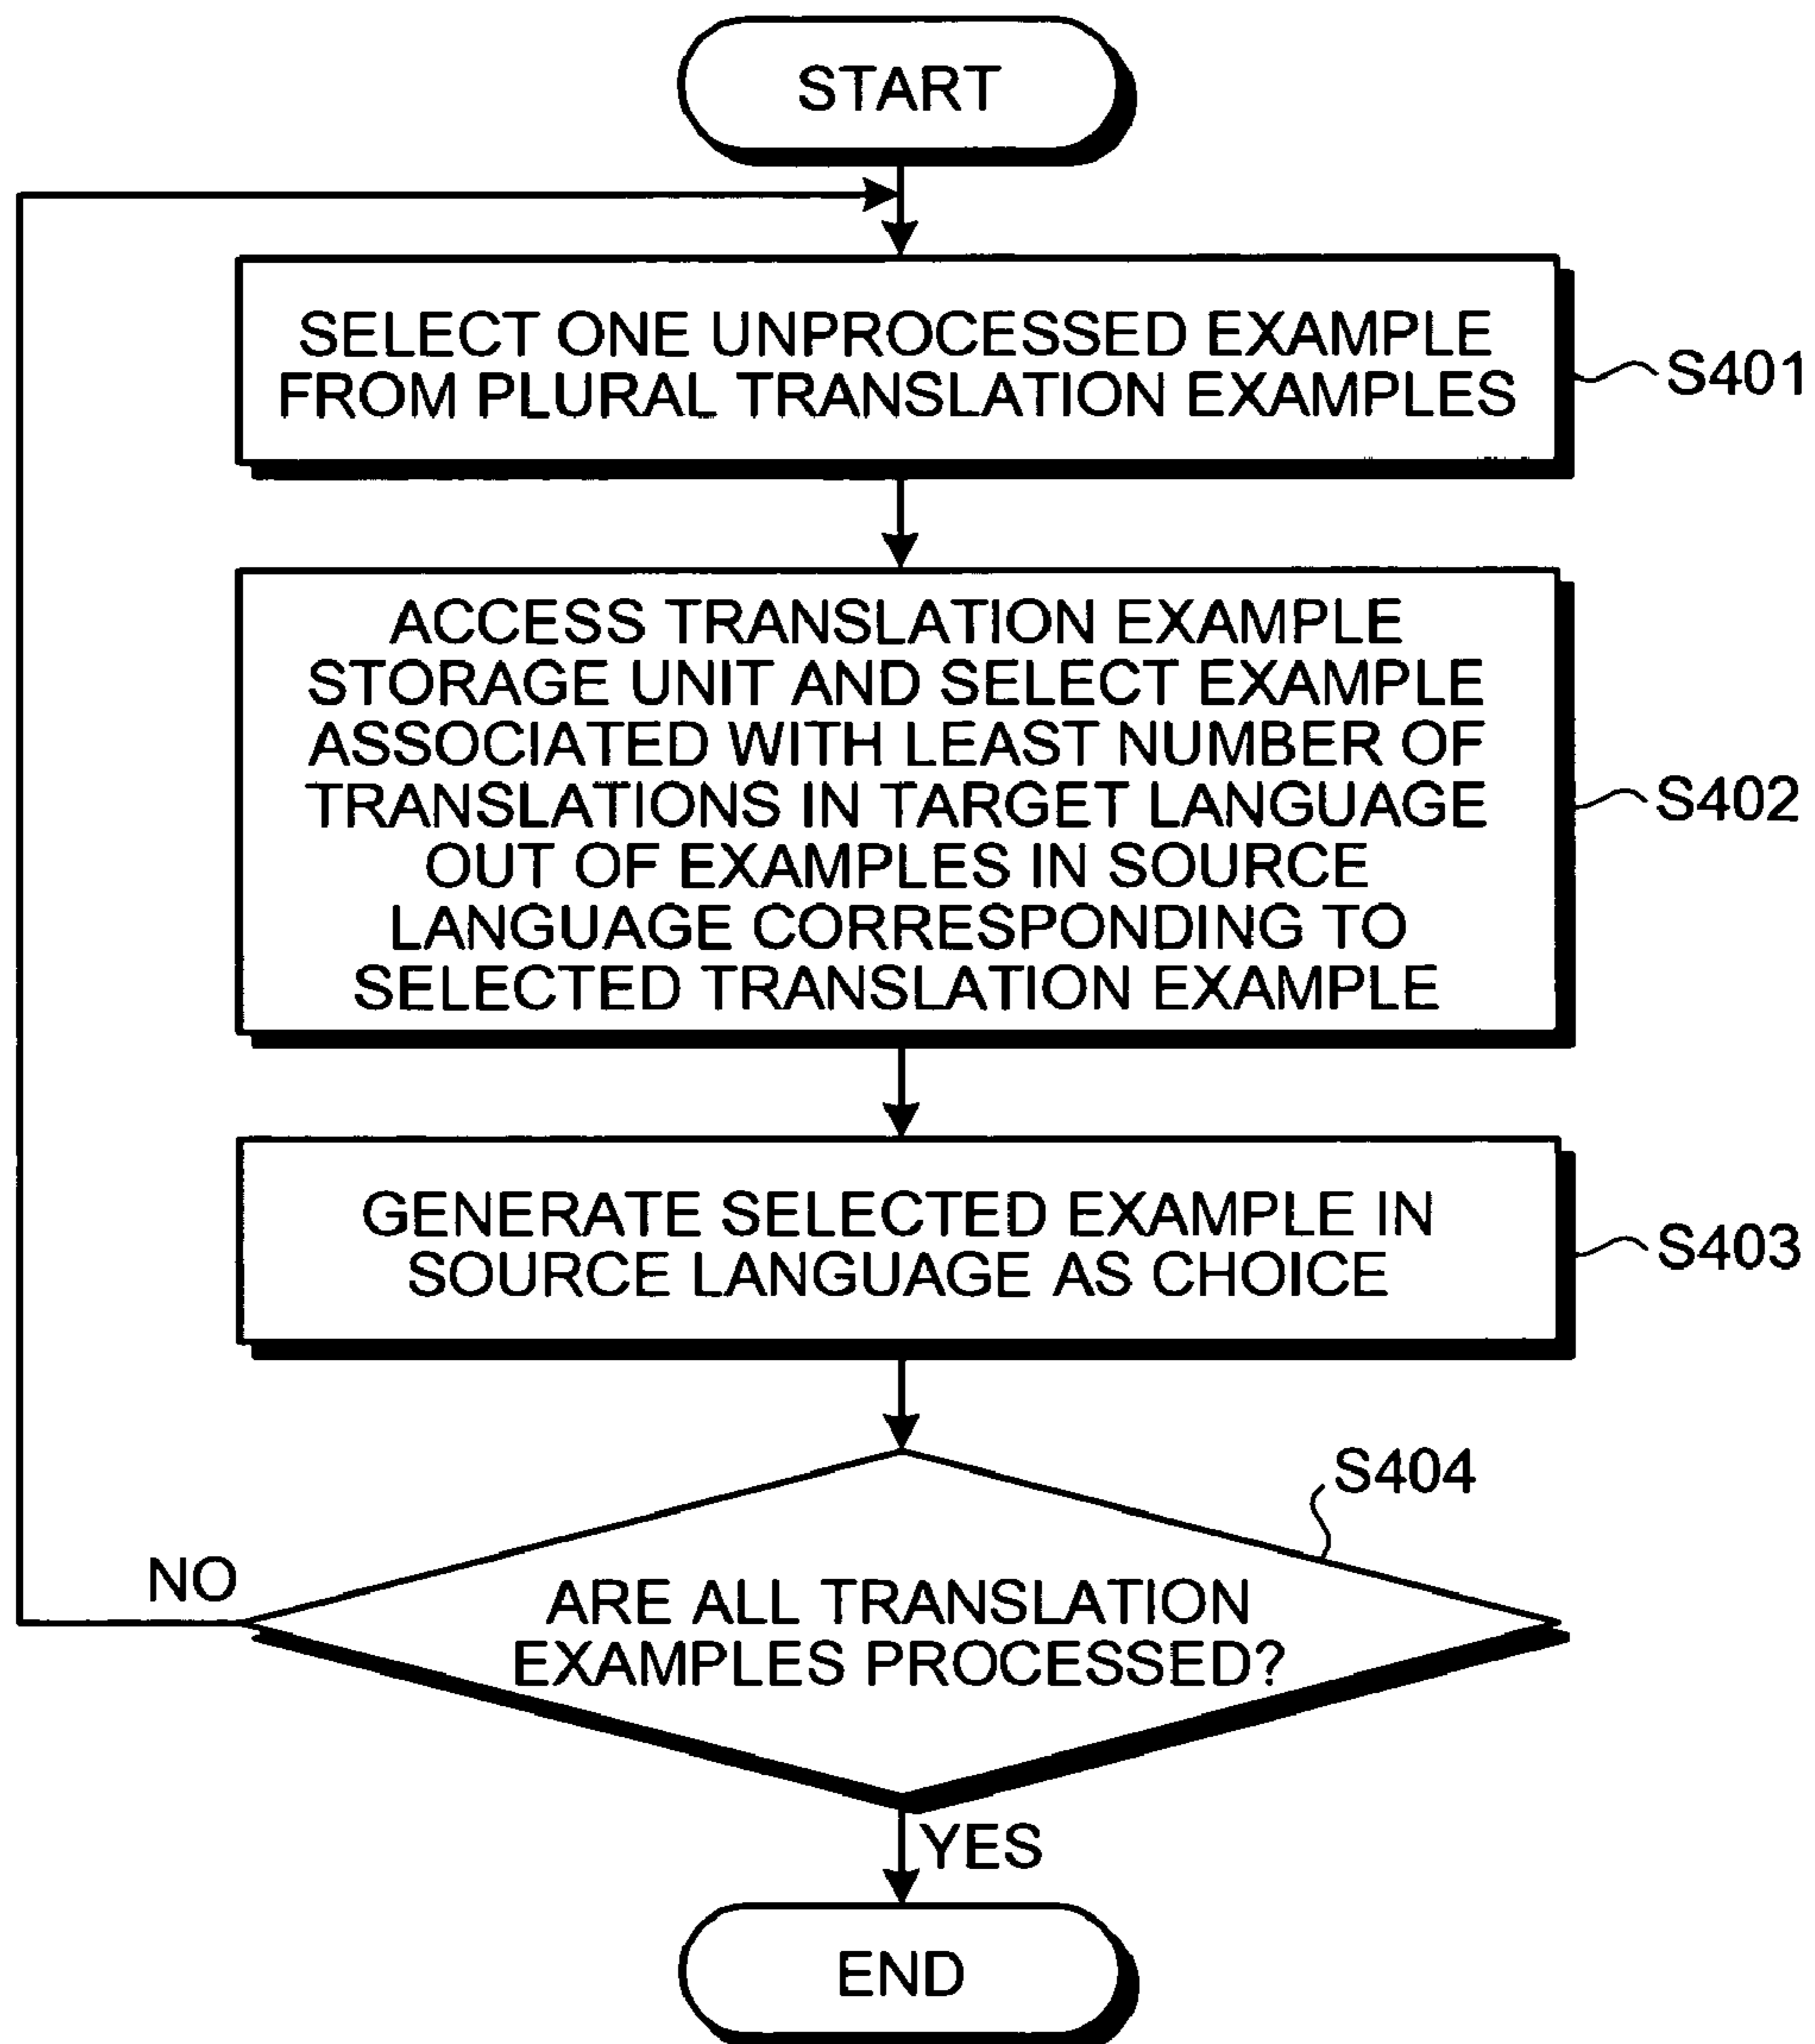 START
SELECT ONE UNPROCESSED EXAMPLE
FROM PLURAL TRANSLATION EXAMPLES
S401
ACCESS TRANSLATION EXAMPLE
STORAGE UNIT AND SELECT EXAMPLE
ASSOCIATED WITH LEAST NUMBER OF
TRANSLATIONS IN TARGET LANGUAGE
OUT OF EXAMPLES IN SOURCE
LANGUAGE CORRESPONDING TO
SELECTED TRANSLATION EXAMPLE
S402
GENERATE SELECTED EXAMPLE IN
SOURCE LANGUAGE AS CHOICE
S403
S404
NO
ARE ALL TRANSLATION
EXAMPLES PROCESSED?
YES
END